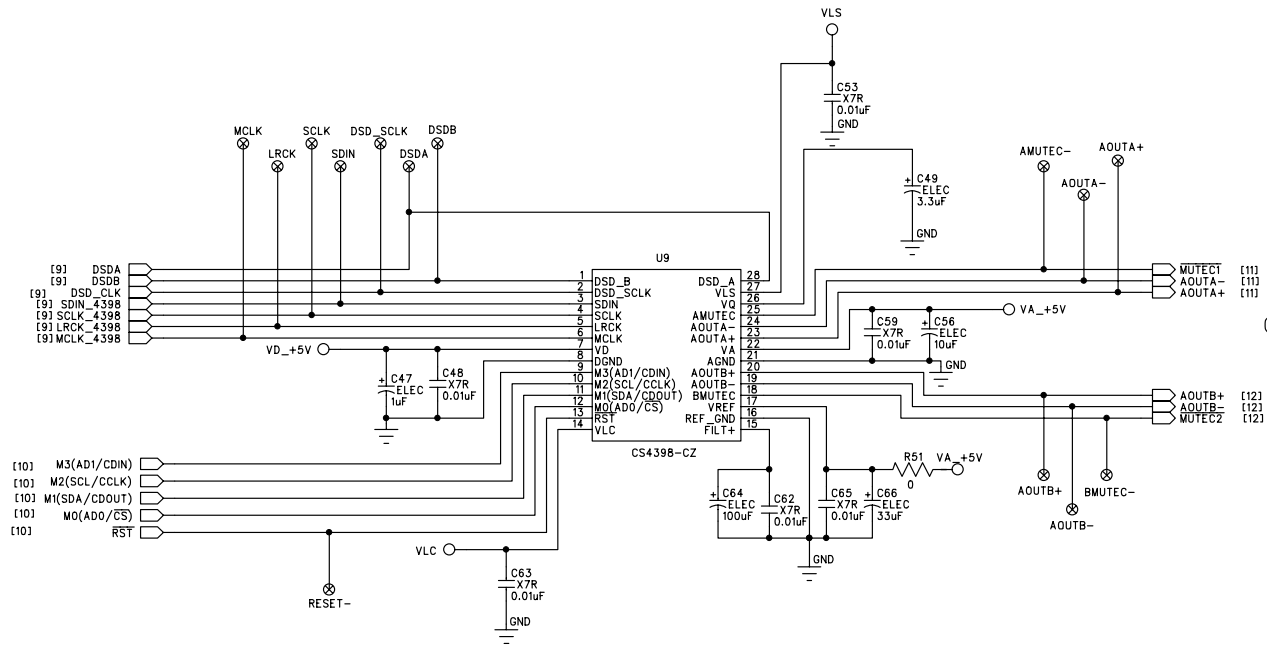 VLS
C53
X7R
0.01uF
GND
MCLK
SCLK
DSD_SCLK
DSDB
LRCK
SDIN
DSDA
AMUTEC-
AOUTA+
AOUTA-
C49
ELEC
3.3uF
GND
U9
[9] DSDA
[9] DSDB
[9] DSD_CLK
[9] SDIN_4398
[9] SCLK_4398
[9] LRCK_4398
[9] MCLK_4398
1 DSD_B
2 DSD_SCLK
3 SDIN
4 SCLK
5 LRCK
6 MCLK
7 VD
8 DGND
9 M3(AD1/CDIN)
10 M2(SCL/CCLK)
11 M1(SDA/CDOUT)
12 M0(AD0/CS)
13 RST
14 VLC
DSD_A 28
VLS 27
VQ 26
AMUTEC 25
AOUTA- 24
AOUTA+ 23
VA 22
AGND 21
AOUTB+ 20
AOUTB- 19
BMUTEC 18
VREF 17
REF_GND 16
FILT+ 15
CS4398-CZ
MUTEC1 [11]
AOUTA- [11]
AOUTA+ [11]
VA_+5V
C59
X7R
0.01uF
C56
ELEC
10uF
GND
VD_+5V
C47
ELEC
1uF
C48
X7R
0.01uF
AOUTB+ [12]
AOUTB- [12]
MUTEC2 [12]
[10] M3(AD1/CDIN)
[10] M2(SCL/CCLK)
[10] M1(SDA/CDOUT)
[10] M0(AD0/CS)
[10] RST
R51
0
VA_+5V
C64
ELEC
100uF
C62
X7R
0.01uF
C65
X7R
0.01uF
C66
ELEC
33uF
GND
AOUTB+
BMUTEC-
AOUTB-
VLC
C63
X7R
0.01uF
GND
RESET-